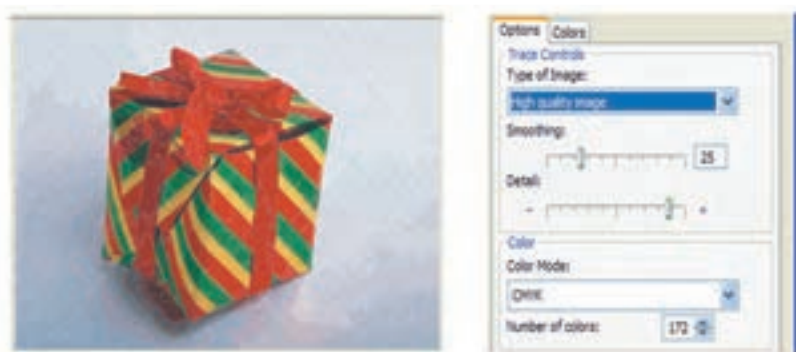 Options Colors
Trace Controls
Type of Image:
High quality image
Smoothing:
25
Detail:
- +
Color
Color Mode:
CMYK
Number of colors: 172